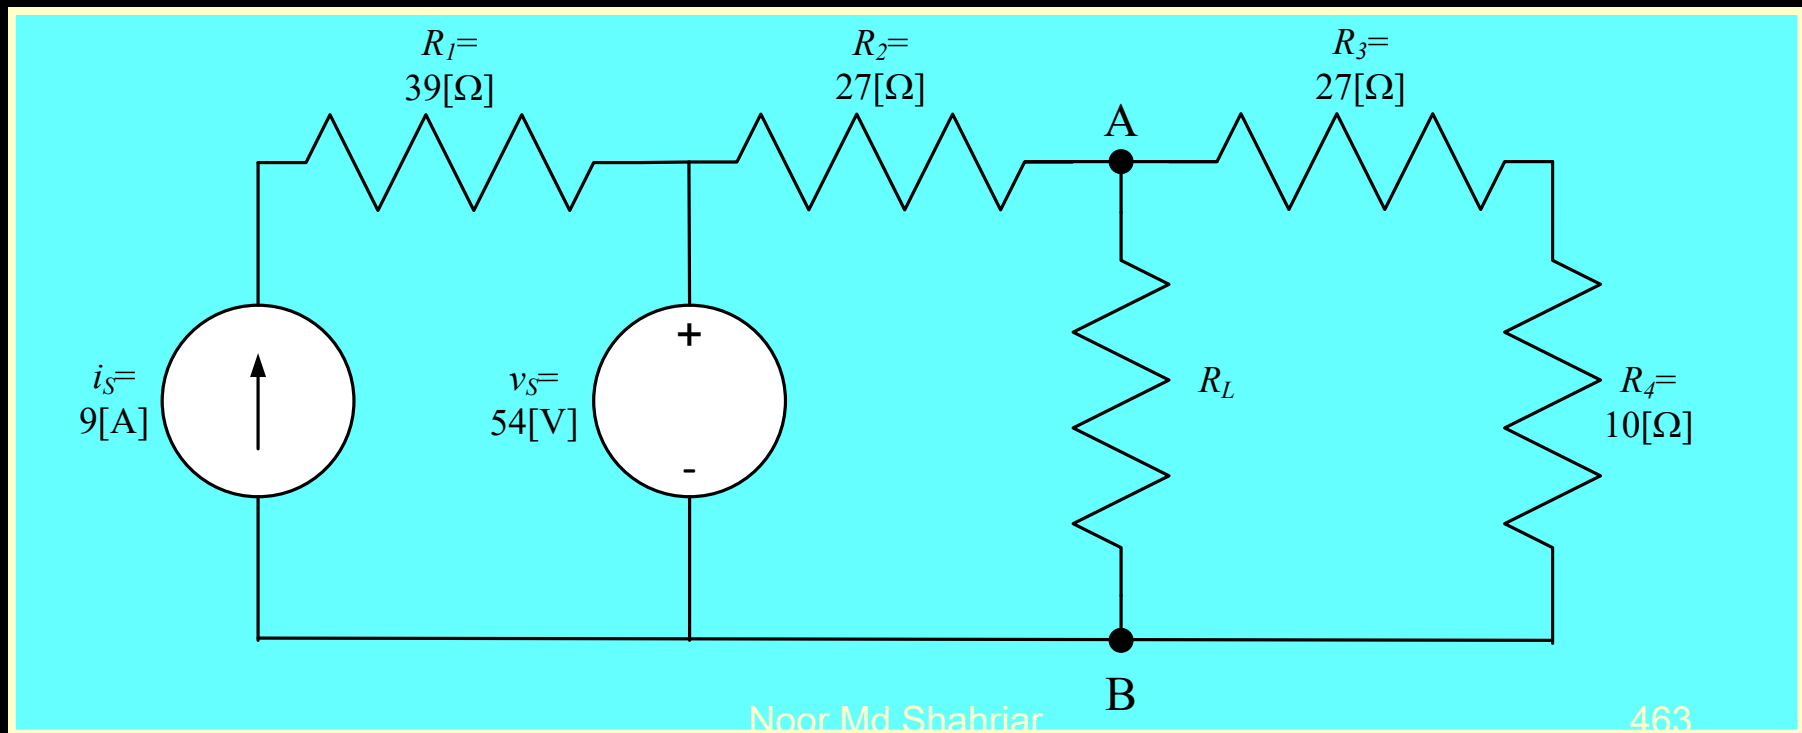 R1=
39[Ω]
R2=
27[Ω]
R3=
27[Ω]
A
iS=
9[A]
vS=
54[V]
+
-
RL
R4=
10[Ω]
B
Noor Md Shahriar
463